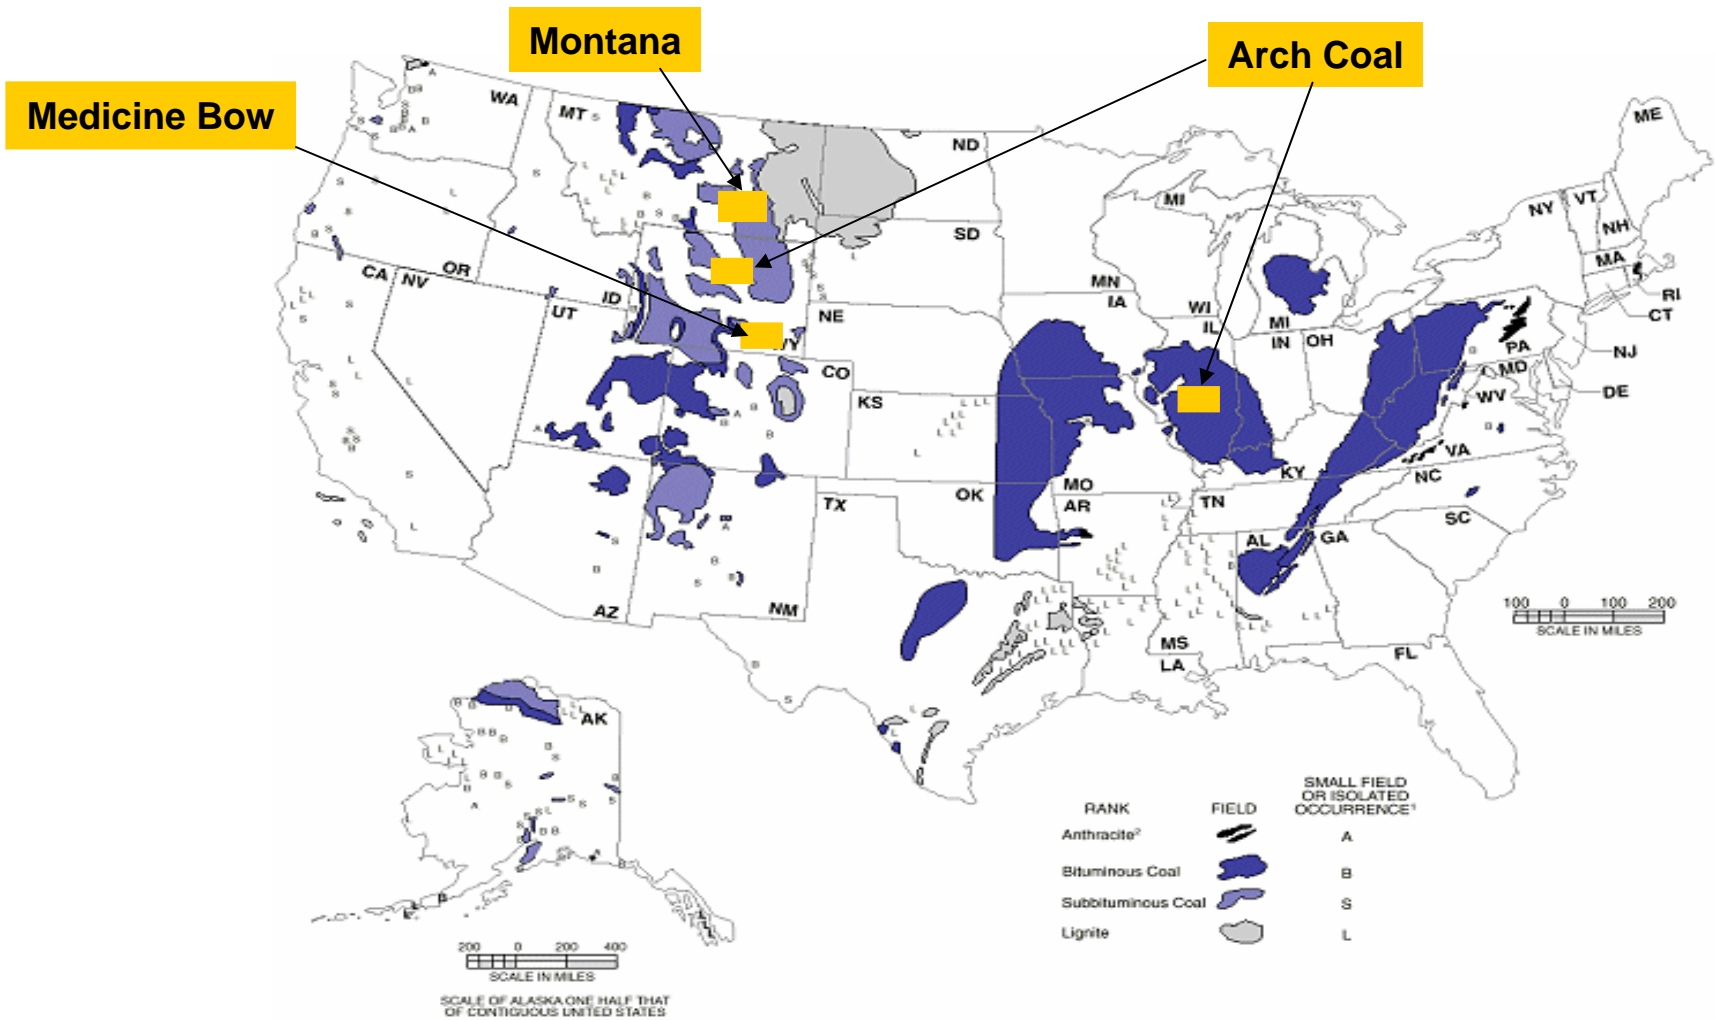 Montana
Arch Coal
Medicine Bow
WA
MT
ND
ME
MI
NY
VT
NH
MA
RI
CT
SD
MN
WI
OR
ID
CA
NV
UT
IA
NE
IL
MI
IN
OH
PA
NJ
MD
DE
WV
CO
KS
KY
VA
NC
MO
OK
AR
TN
TX
SC
AL
GA
AZ
NM
MS
LA
FL
AK
100 0 100 200
SCALE IN MILES
RANK FIELD SMALL FIELD
OR ISOLATED
OCCURRENCE¹
Anthracite² A
Bituminous Coal B
Subbituminous Coal S
Lignite L
200 0 200 400
SCALE IN MILES
SCALE OF ALASKA ONE HALF THAT
OF CONTIGUOUS UNITED STATES